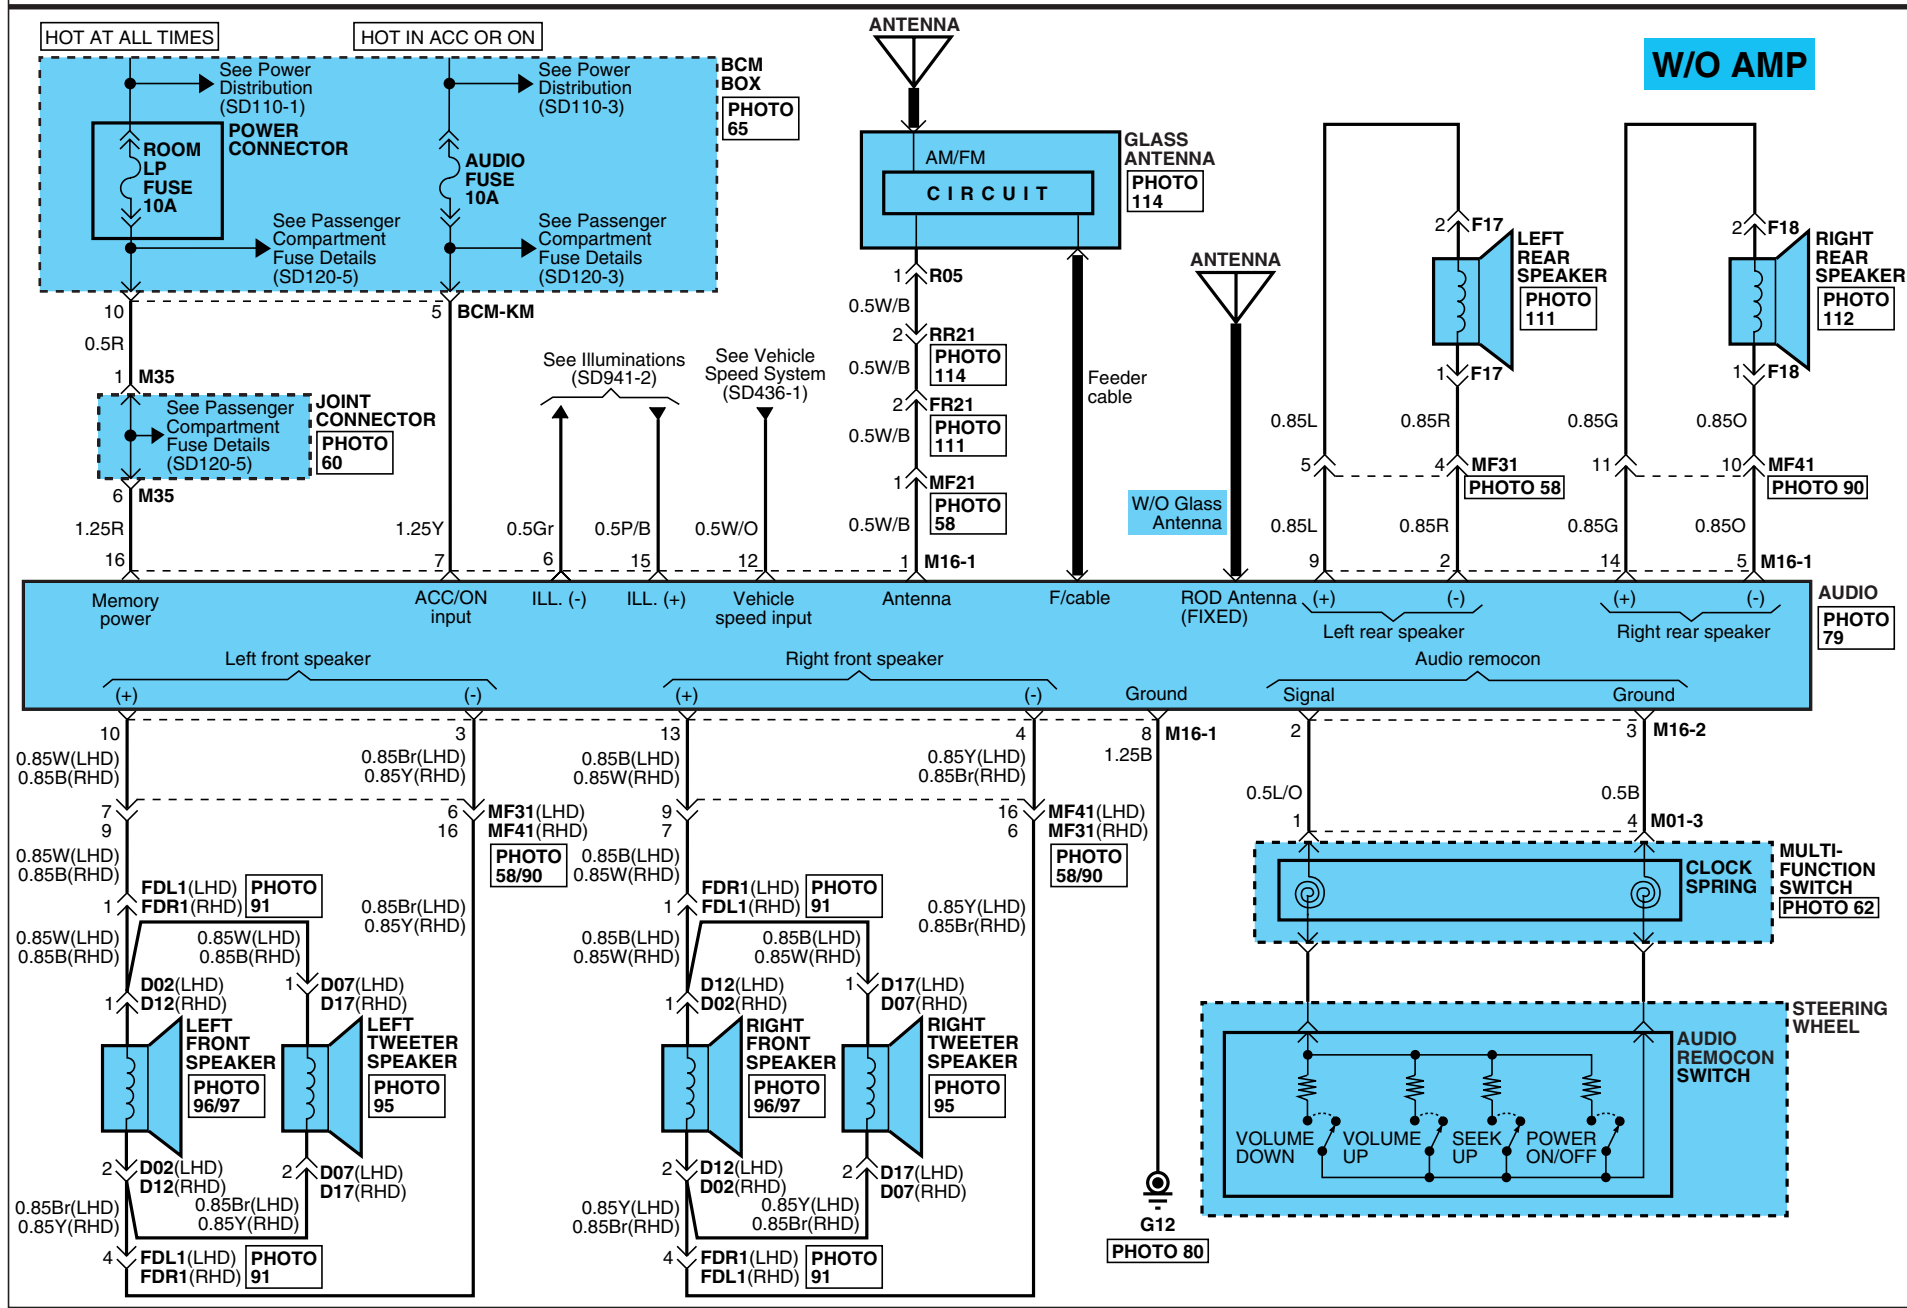 HOT AT ALL TIMES
HOT IN ACC OR ON
ANTENNA
W/O AMP
See Power
Distribution
(SD110-1)
See Power
Distribution
(SD110-3)
BCM
BOX
PHOTO
65
POWER
CONNECTOR
ROOM
LP
FUSE
10A
AUDIO
FUSE
10A
See Passenger
Compartment
Fuse Details
(SD120-5)
See Passenger
Compartment
Fuse Details
(SD120-3)
AM/FM
CIRCUIT
GLASS
ANTENNA
PHOTO
114
10
5 BCM-KM
0.5R
1 M35
See Passenger
Compartment
Fuse Details
(SD120-5)
JOINT
CONNECTOR
PHOTO
60
6 M35
1.25R
16
1.25Y
7
See Illuminations
(SD941-2)
0.5Gr
6
0.5P/B
15
See Vehicle
Speed System
(SD436-1)
0.5W/O
12
1 R05
0.5W/B
2 RR21
PHOTO
114
0.5W/B
2 FR21
PHOTO
111
0.5W/B
1 MF21
PHOTO
58
0.5W/B
1 M16-1
Feeder
cable
ANTENNA
W/O Glass
Antenna
2 F17
LEFT
REAR
SPEAKER
PHOTO
111
1 F17
0.85L
0.85R
5
4 MF31
PHOTO 58
0.85L
0.85R
9
2
2 F18
RIGHT
REAR
SPEAKER
PHOTO
112
1 F18
0.85G
0.85O
11
10 MF41
PHOTO 90
0.85G
0.85O
14
5 M16-1
AUDIO
PHOTO
79
Memory
power
ACC/ON
input
ILL. (-)
ILL. (+)
Vehicle
speed input
Antenna
F/cable
ROD Antenna
(FIXED)
(+)
(-)
Left rear speaker
(+)
(-)
Right rear speaker
Left front speaker
(+)
(-)
Right front speaker
(+)
(-)
Ground
Audio remocon
Signal
Ground
10
3
0.85W(LHD)
0.85B(RHD)
0.85Br(LHD)
0.85Y(RHD)
7
9
6 MF31(LHD)
16 MF41(RHD)
PHOTO
58/90
0.85W(LHD)
0.85B(RHD)
FDL1(LHD)
1 FDR1(RHD)
PHOTO
91
0.85Br(LHD)
0.85Y(RHD)
0.85W(LHD)
0.85B(RHD)
0.85W(LHD)
0.85B(RHD)
D02(LHD)
1 D12(RHD)
1 D07(LHD)
D17(RHD)
LEFT
FRONT
SPEAKER
PHOTO
96/97
LEFT
TWEETER
SPEAKER
PHOTO
95
2 D02(LHD)
D12(RHD)
2 D07(LHD)
D17(RHD)
0.85Br(LHD)
0.85Y(RHD)
0.85Br(LHD)
0.85Y(RHD)
4 FDL1(LHD)
FDR1(RHD)
PHOTO
91
13
4
0.85B(LHD)
0.85W(RHD)
0.85Y(LHD)
0.85Br(RHD)
9
7
16 MF41(LHD)
6 MF31(RHD)
PHOTO
58/90
0.85B(LHD)
0.85W(RHD)
FDR1(LHD)
1 FDL1(RHD)
PHOTO
91
0.85Y(LHD)
0.85Br(RHD)
0.85B(LHD)
0.85W(RHD)
0.85B(LHD)
0.85W(RHD)
D12(LHD)
1 D02(RHD)
1 D17(LHD)
D07(RHD)
RIGHT
FRONT
SPEAKER
PHOTO
96/97
RIGHT
TWEETER
SPEAKER
PHOTO
95
2 D12(LHD)
D02(RHD)
2 D17(LHD)
D07(RHD)
0.85Y(LHD)
0.85Br(RHD)
0.85Y(LHD)
0.85Br(RHD)
4 FDR1(LHD)
FDL1(RHD)
PHOTO
91
8 M16-1
1.25B
G12
PHOTO 80
2
3 M16-2
0.5L/O
0.5B
1
4 M01-3
CLOCK
SPRING
MULTI-
FUNCTION
SWITCH
PHOTO 62
STEERING
WHEEL
AUDIO
REMOCON
SWITCH
VOLUME
DOWN
VOLUME
UP
SEEK
UP
POWER
ON/OFF